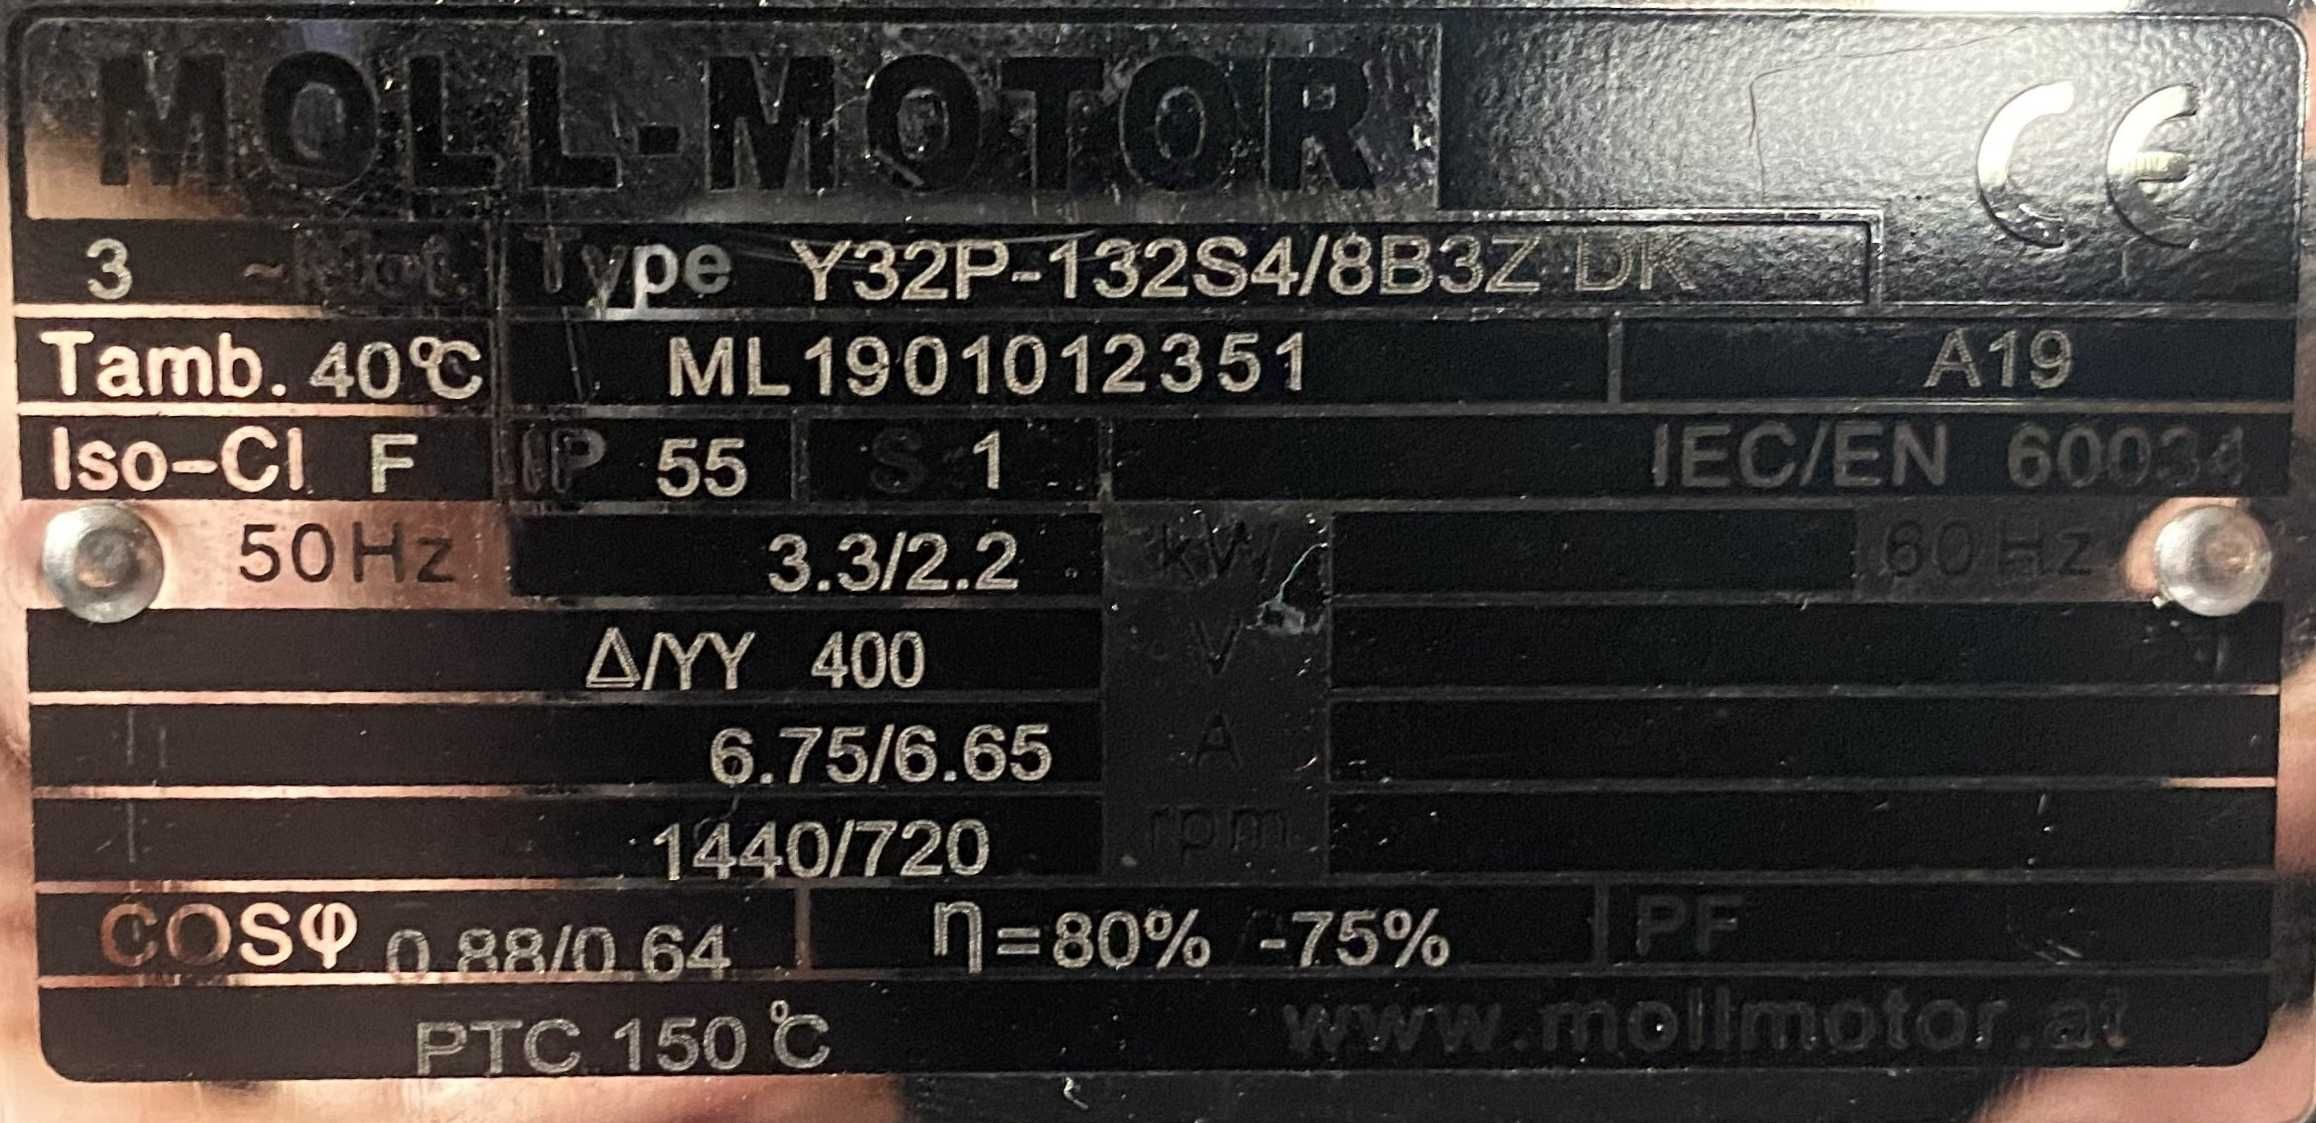 MOLL-MOTOR CE
3 ~Mot. Type Y32P-132S4/8B3Z DK
Tamb. 40°C ML1901012351 A19
Iso-Cl F IP 55 S 1 IEC/EN 60034
50Hz 3.3/2.2 kW 60Hz
Δ/YY 400 V
6.75/6.65 A
1440/720 rpm
cosφ 0.88/0.64 η=80% -75% PF
PTC 150°C www.mollmotor.at